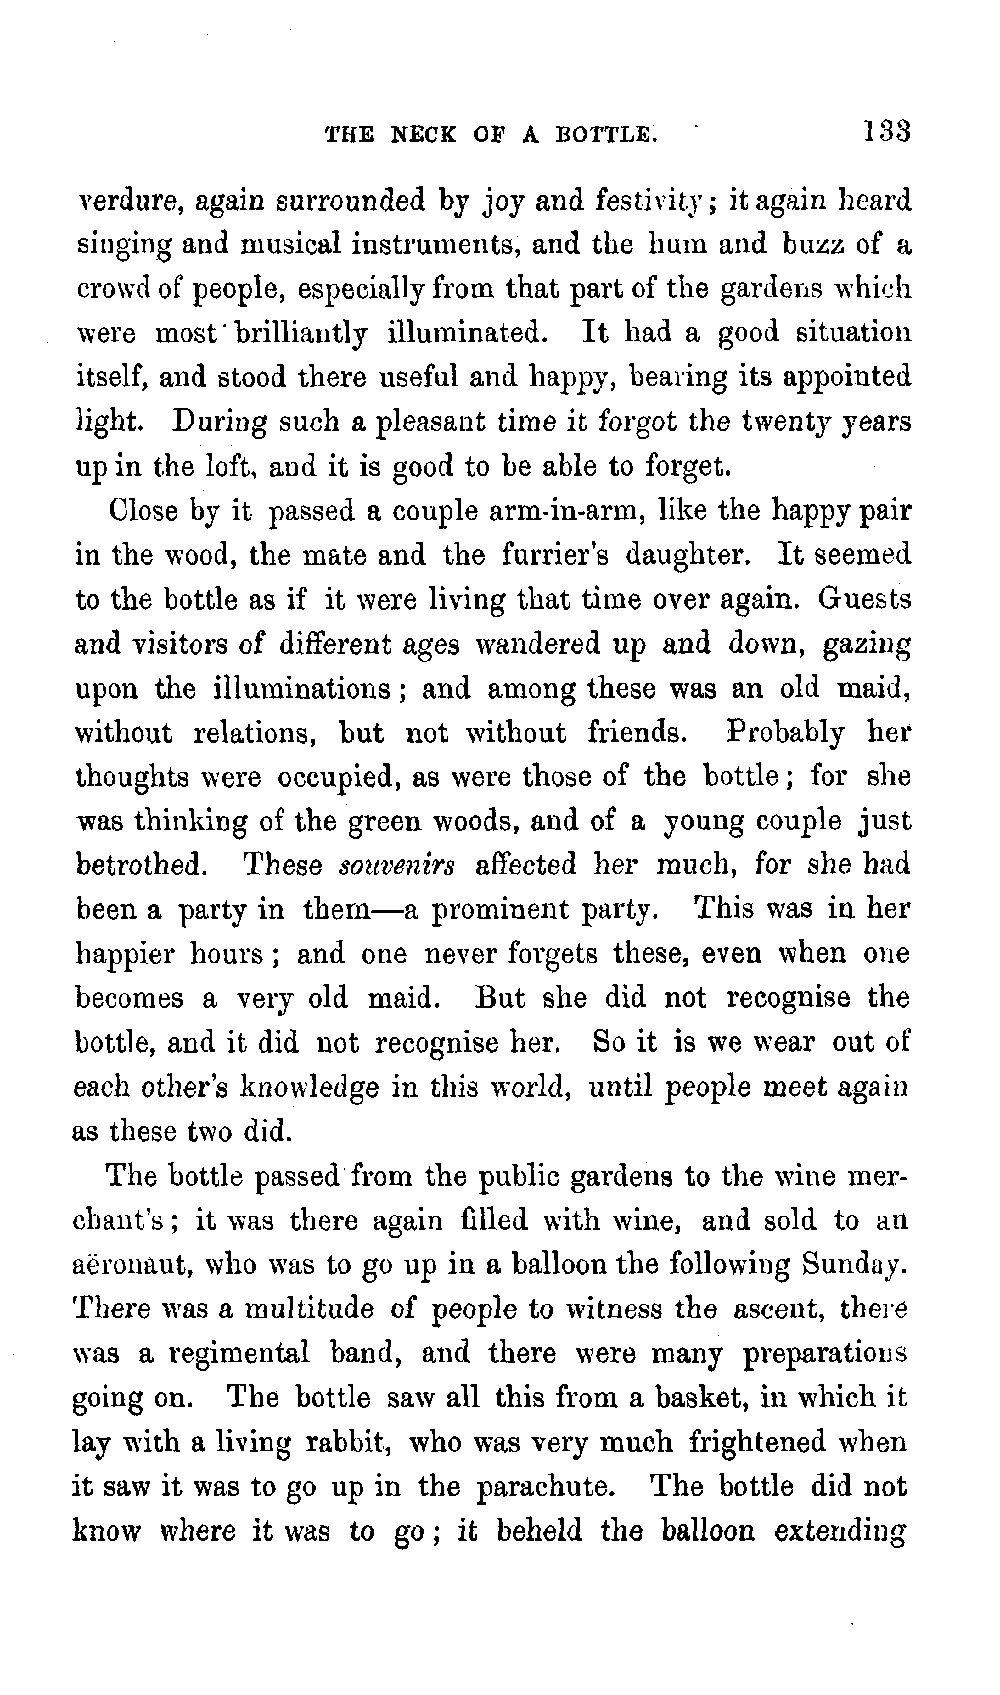 THE NECK OF A BOTTLE. 133
verdure, again surrounded by joy and festivity; it again heard
singing and musical instruments, and the hum and buzz of a
crowd of people, especially from that part of the gardens which
were most brilliantly illuminated. It had a good situation
itself, and stood there useful and happy, bearing its appointed
light. During such a pleasant time it forgot the twenty years
up in the loft, and it is good to be able to forget.
Close by it passed a couple arm-in-arm, like the happy pair
in the wood, the mate and the furrier's daughter. It seemed
to the bottle as if it were living that time over again. Guests
and visitors of different ages wandered up and down, gazing
upon the illuminations; and among these was an old maid,
without relations, but not without friends. Probably her
thoughts were occupied, as were those of the bottle; for she
was thinking of the green woods, and of a young couple just
betrothed. These souvenirs affected her much, for she had
been a party in them—a prominent party. This was in her
happier hours; and one never forgets these, even when one
becomes a very old maid. But she did not recognise the
bottle, and it did not recognise her. So it is we wear out of
each other's knowledge in this world, until people meet again
as these two did.
The bottle passed from the public gardens to the wine mer-
chant's; it was there again filled with wine, and sold to an
aëronaut, who was to go up in a balloon the following Sunday.
There was a multitude of people to witness the ascent, there
was a regimental band, and there were many preparations
going on. The bottle saw all this from a basket, in which it
lay with a living rabbit, who was very much frightened when
it saw it was to go up in the parachute. The bottle did not
know where it was to go; it beheld the balloon extending